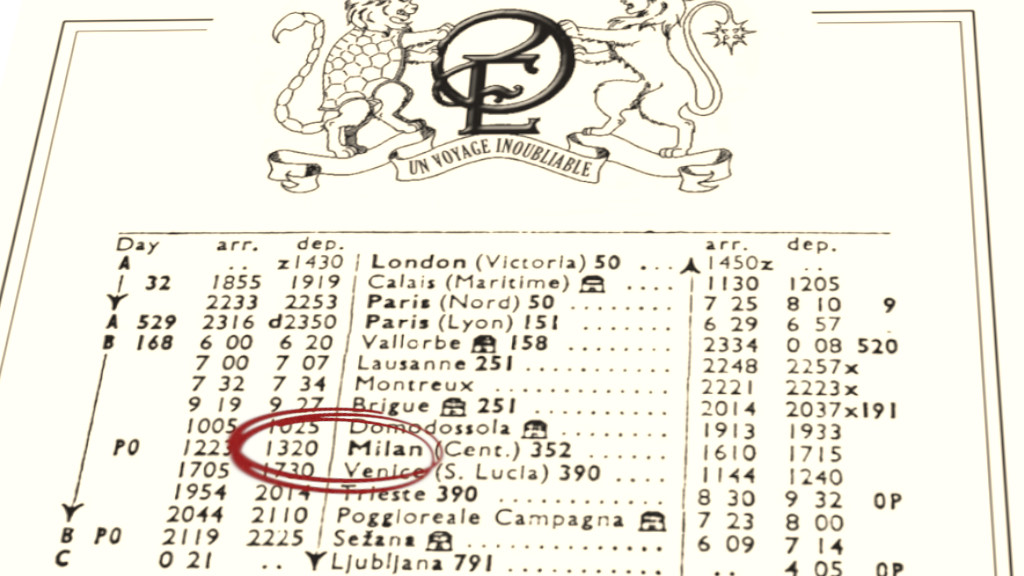 OE
UN VOYAGE INOUBLIABLE
Day arr. dep. arr. dep.
A .. z1430 London (Victoria) 50 ... 1450z ..
32 1855 1919 Calais (Maritime) .... 1130 1205
2233 2253 Paris (Nord) 50 ........ 7 25 8 10 9
A 529 2316 d2350 Paris (Lyon) 151 ........ 6 29 6 57
B 168 6 00 6 20 Vallorbe 158 ........ 2334 0 08 520
7 00 7 07 Lausanne 251 ........... 2248 2257x
7 32 7 34 Montreux ............. 2221 2223x
9 19 9 27 Brigue 251 .......... 2014 2037x191
1005 1025 Domodossola .......... 1913 1933
PO 1223 1320 Milan (Cent.) 352 ...... 1610 1715
1705 1730 Venice (S. Lucia) 390 .... 1144 1240
1954 2014 Trieste 390 ............ 8 30 9 32 OP
2044 2110 Poggioreale Campagna 7 23 8 00
B PO 2119 2225 Sežana .............. 6 09 7 14
C 0 21 .. Ljubljana 791 ........... .. 4 05 OP